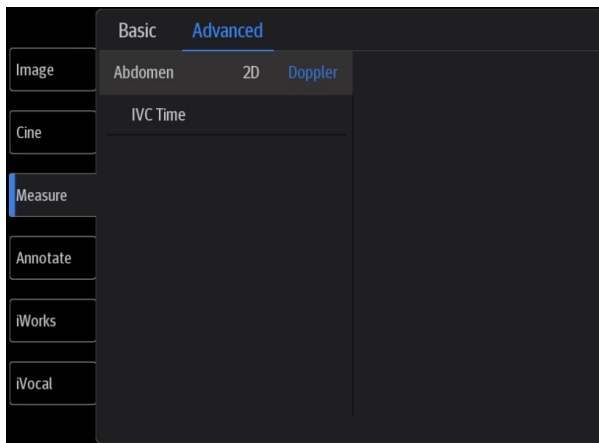 Basic Advanced
Image
Abdomen 2D Doppler
IVC Time
Cine
Measure
Annotate
iWorks
iVocal